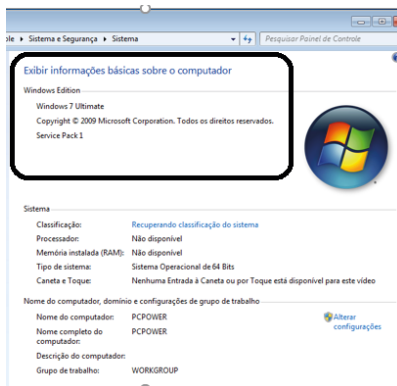 ole ▸ Sistema e Segurança ▸ Sistema
Pesquisar Painel de Controle
Exibir informações básicas sobre o computador
Windows Edition
Windows 7 Ultimate
Copyright © 2009 Microsoft Corporation. Todos os direitos reservados.
Service Pack 1
Sistema
Classificação: Recuperando classificação do sistema
Processador: Não disponível
Memória instalada (RAM): Não disponível
Tipo de sistema: Sistema Operacional de 64 Bits
Caneta e Toque: Nenhuma Entrada à Caneta ou por Toque está disponível para este vídeo
Nome do computador, domínio e configurações de grupo de trabalho
Nome do computador: PCPOWER
Alterar
configurações
Nome completo do
computador:
PCPOWER
Descrição do computador:
Grupo de trabalho: WORKGROUP